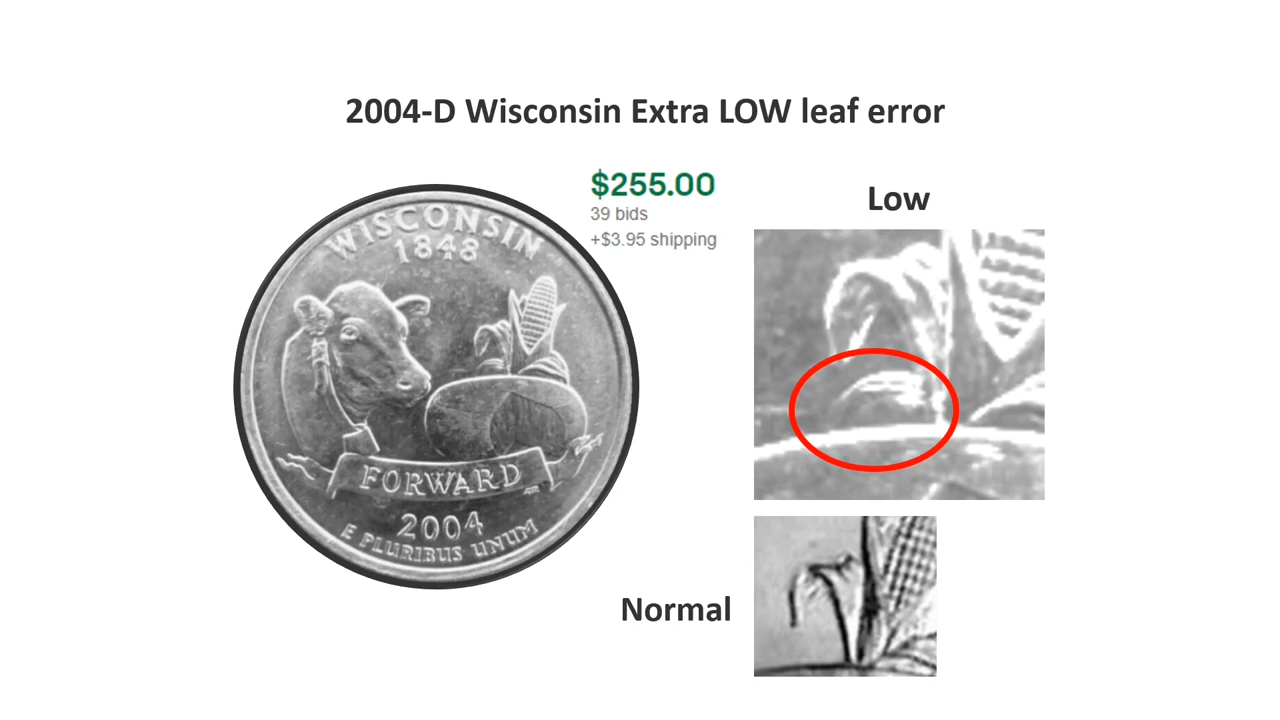 2004-D Wisconsin Extra LOW leaf error
$255.00
39 bids
+$3.95 shipping
Low
WISCONSIN
1848
FORWARD
2004
E PLURIBUS UNUM
Normal